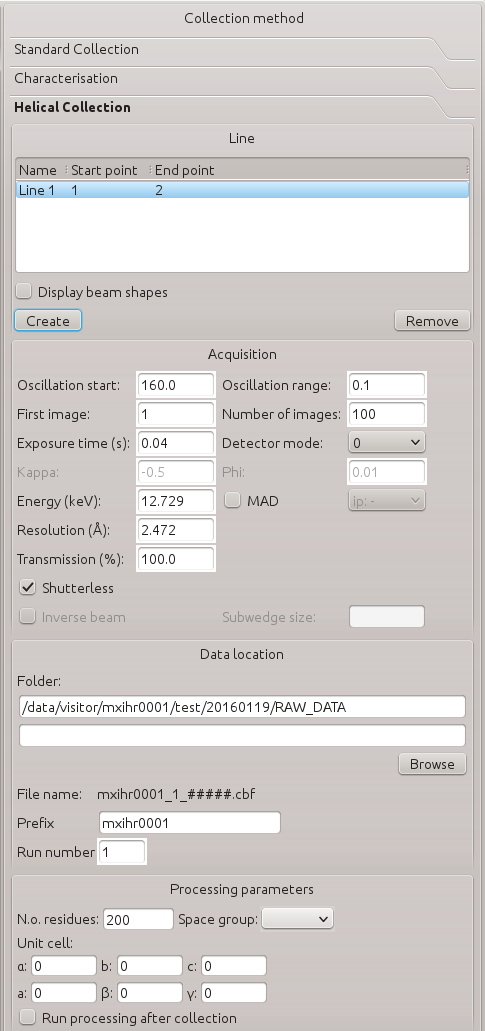 Collection method
Standard Collection
Characterisation
Helical Collection
Line
Name Start point End point
Line 1 1 2
Display beam shapes
Create Remove
Acquisition
Oscillation start: 160.0 Oscillation range: 0.1
First image: 1 Number of images: 100
Exposure time (s): 0.04 Detector mode: 0
Kappa: -0.5 Phi: 0.01
Energy (keV): 12.729 MAD ip: -
Resolution (Å): 2.472
Transmission (%): 100.0
Shutterless
Inverse beam Subwedge size:
Data location
Folder:
/data/visitor/mxihr0001/test/20160119/RAW_DATA
Browse
File name: mxihr0001_1_#####.cbf
Prefix mxihr0001
Run number 1
Processing parameters
N.o. residues: 200 Space group:
Unit cell:
α: 0 b: 0 c: 0
a: 0 β: 0 γ: 0
Run processing after collection